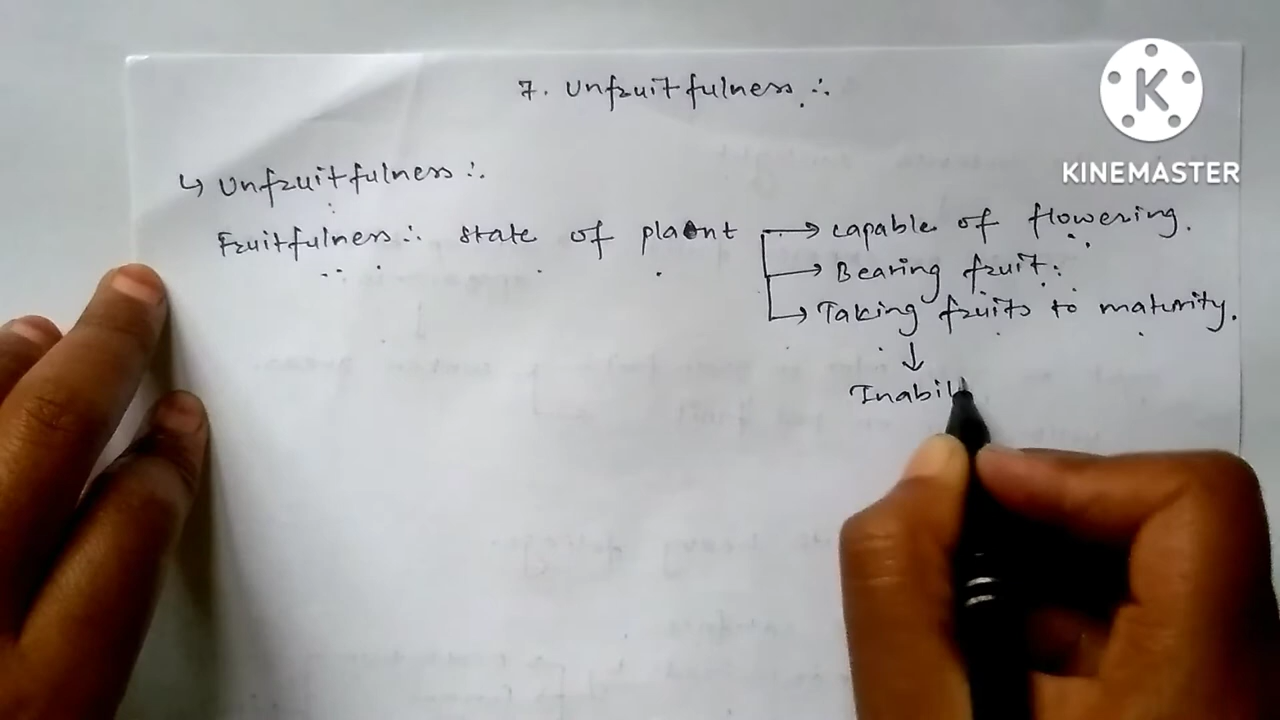 7. Unfruitfulness :-
KINEMASTER
↳ Unfruitfulness :-
Fruitfulness :- state of plant → capable of flowering.
→ Bearing fruit.
→ Taking fruits to maturity.
↓
Inabil